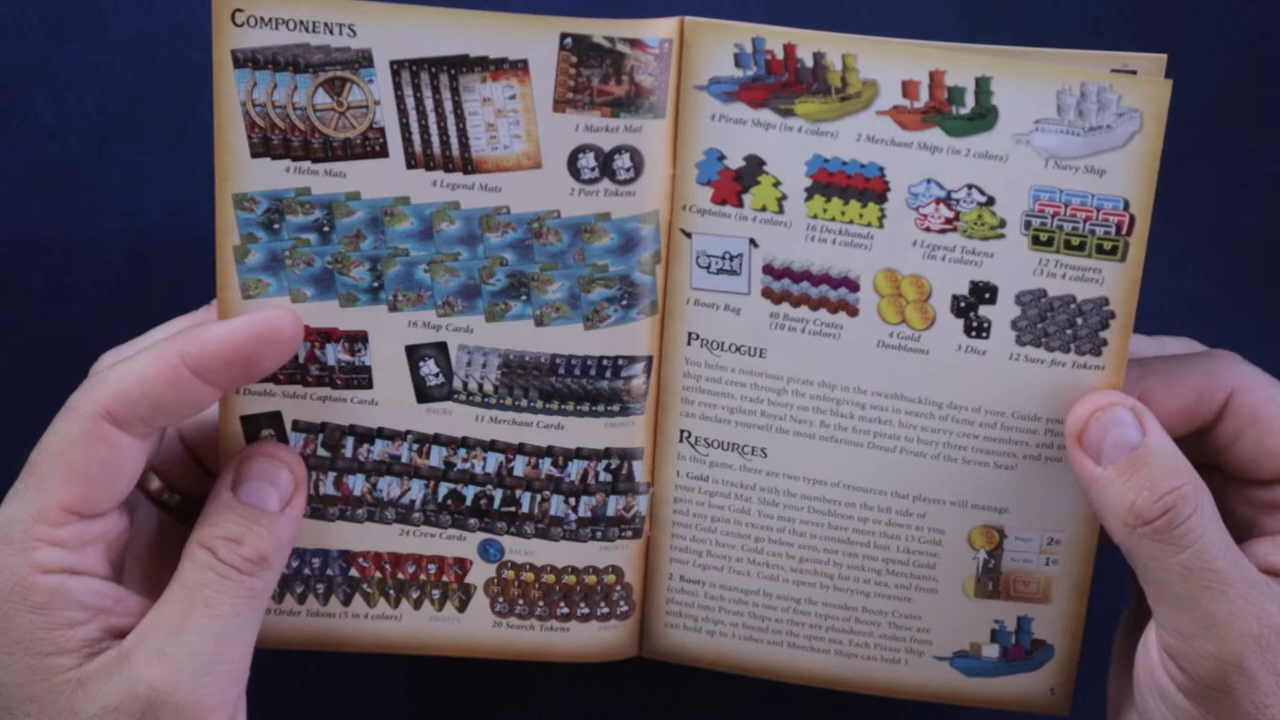 COMPONENTS
4 Helm Mats
4 Legend Mats
1 Market Mat
2 Port Tokens
16 Map Cards
4 Double-Sided Captain Cards
BACKS
11 Merchant Cards
FRONTS
24 Crew Cards
FRONTS
BACKS
Order Tokens (5 in 4 colors)
FRONTS
20 Search Tokens
4 Pirate Ships (in 4 colors)
2 Merchant Ships (in 2 colors)
1 Navy Ship
4 Captains (in 4 colors)
16 Deckhands
(4 in 4 colors)
4 Legend Tokens
(in 4 colors)
12 Treasures
(3 in 4 colors)
epic
1 Booty Bag
40 Booty Crates
(10 in 4 colors)
4 Gold
Doubloons
3 Dice
12 Sure-fire Tokens
PROLOGUE
You helm a notorious pirate ship in the swashbuckling days of yore. Guide your
ship and crew through the unforgiving seas in search of fame and fortune.
settlements, trade booty on the black market, hire scurvy crew members, and
the ever-vigilant Royal Navy. Be the first pirate to bury three treasures, and you
can declare yourself the most nefarious Dread Pirate of the Seven Seas!
RESOURCES
In this game, there are two types of resources that players will manage.
1. Gold is tracked with the numbers on the left side of
your Legend Mat. Slide your Doubloon up or down as you
gain or lose Gold. You may never have more than 13 Gold,
and any gain in excess of that is considered lost. Likewise,
your Gold cannot go below zero, nor can you spend Gold
you don't have. Gold can be gained by sinking Merchants,
trading Booty at Markets, searching for it at sea, and from
your Legend Track. Gold is spent by burying treasure.
2. Booty is managed by using the wooden Booty Crates
(cubes). Each cube is one of four types of Booty. These are
placed into Pirate Ships as they are plundered, stolen from
sinking ships, or found on the open sea. Each Pirate Ship
can hold up to 3 cubes and Merchant Ships can hold 1.
2
2
1
5